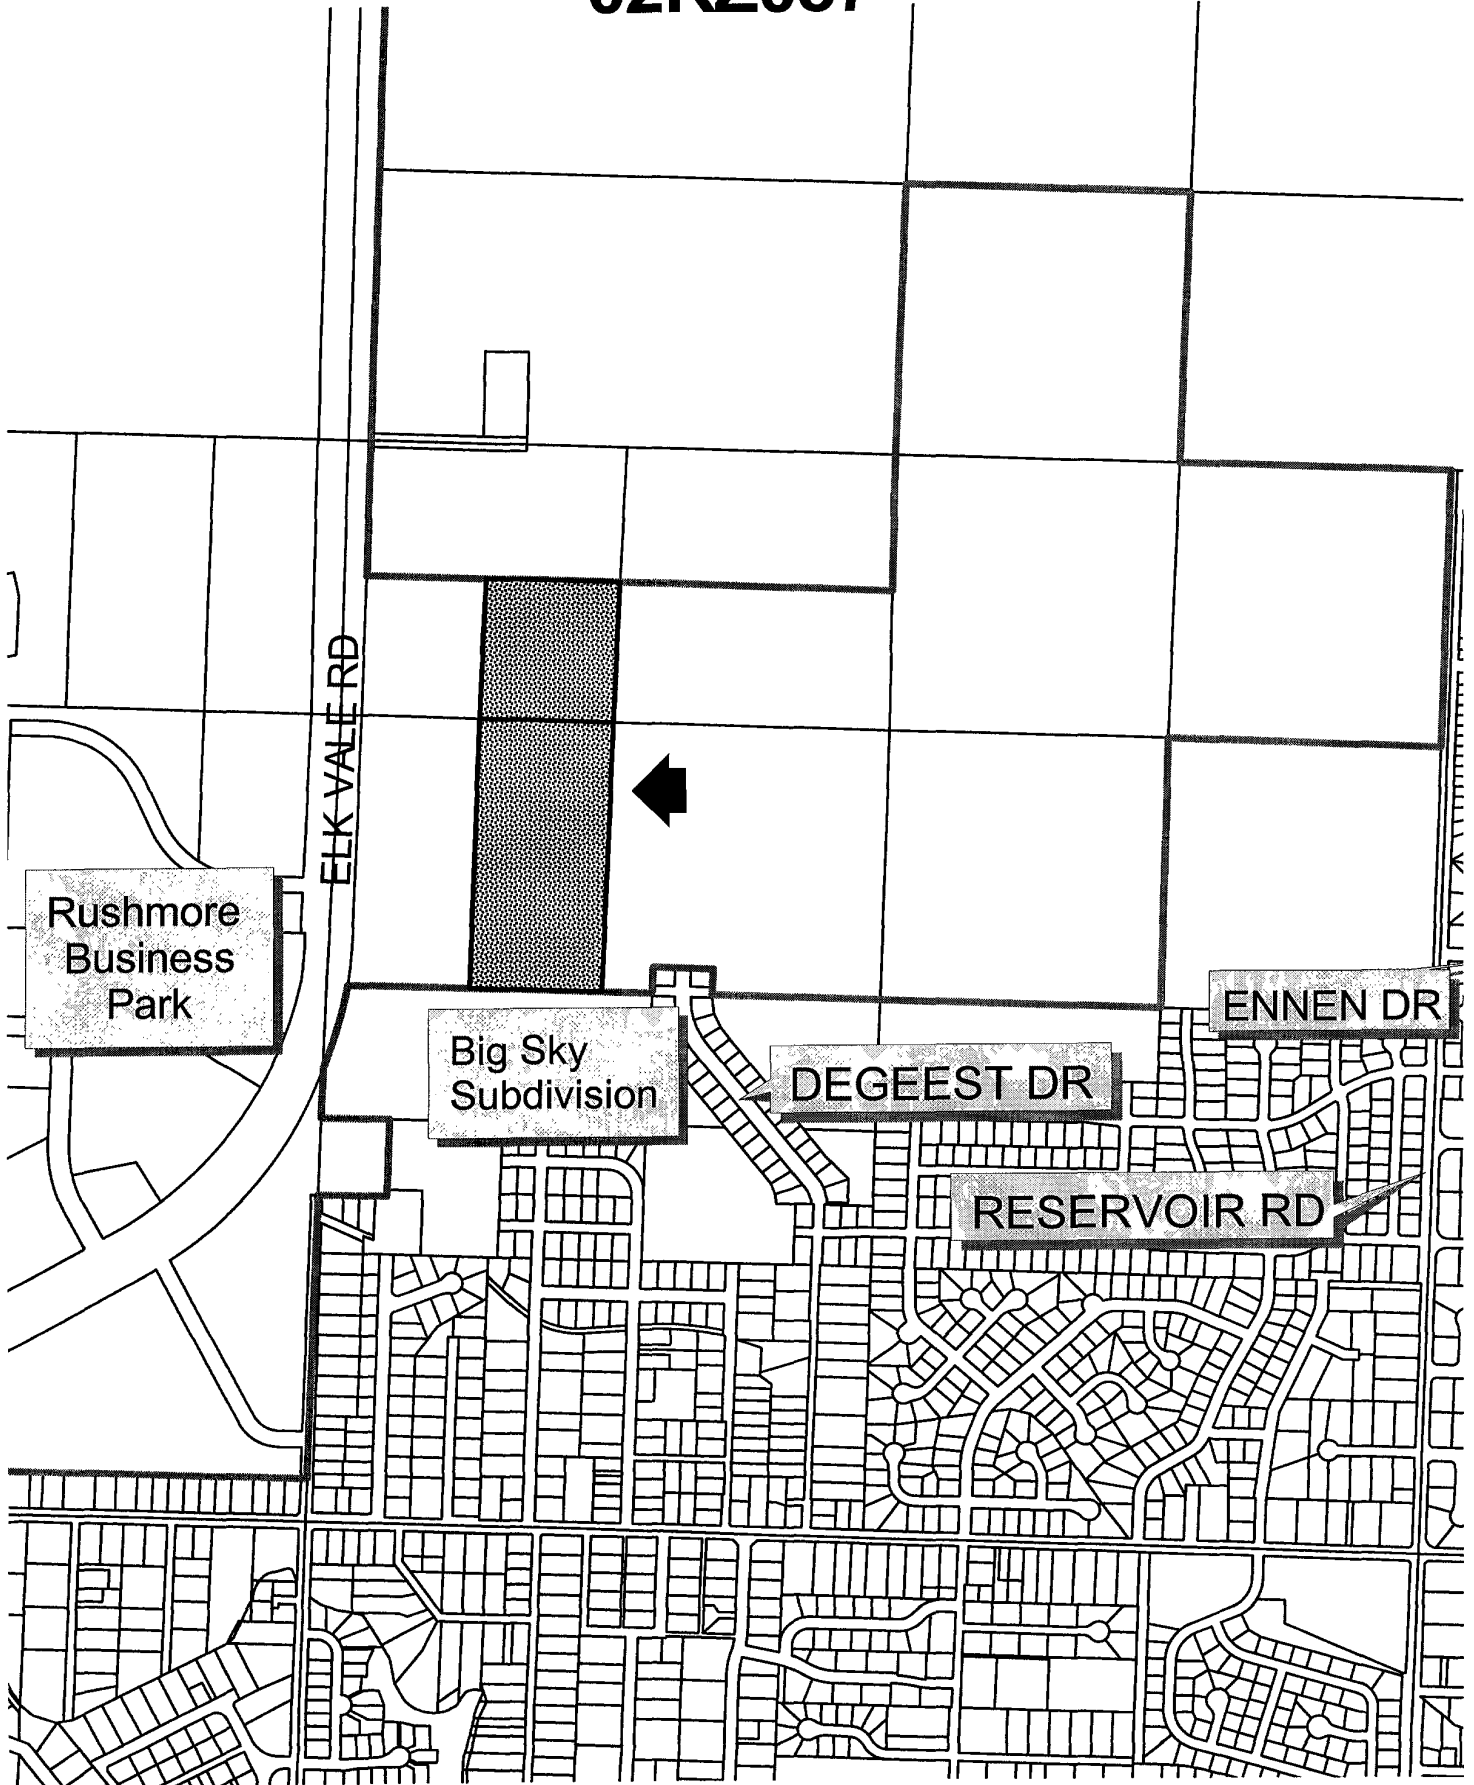 ELK VALE RD
Rushmore
Business
Park
Big Sky
Subdivision
DEGEEST DR
ENNEN DR
RESERVOIR RD